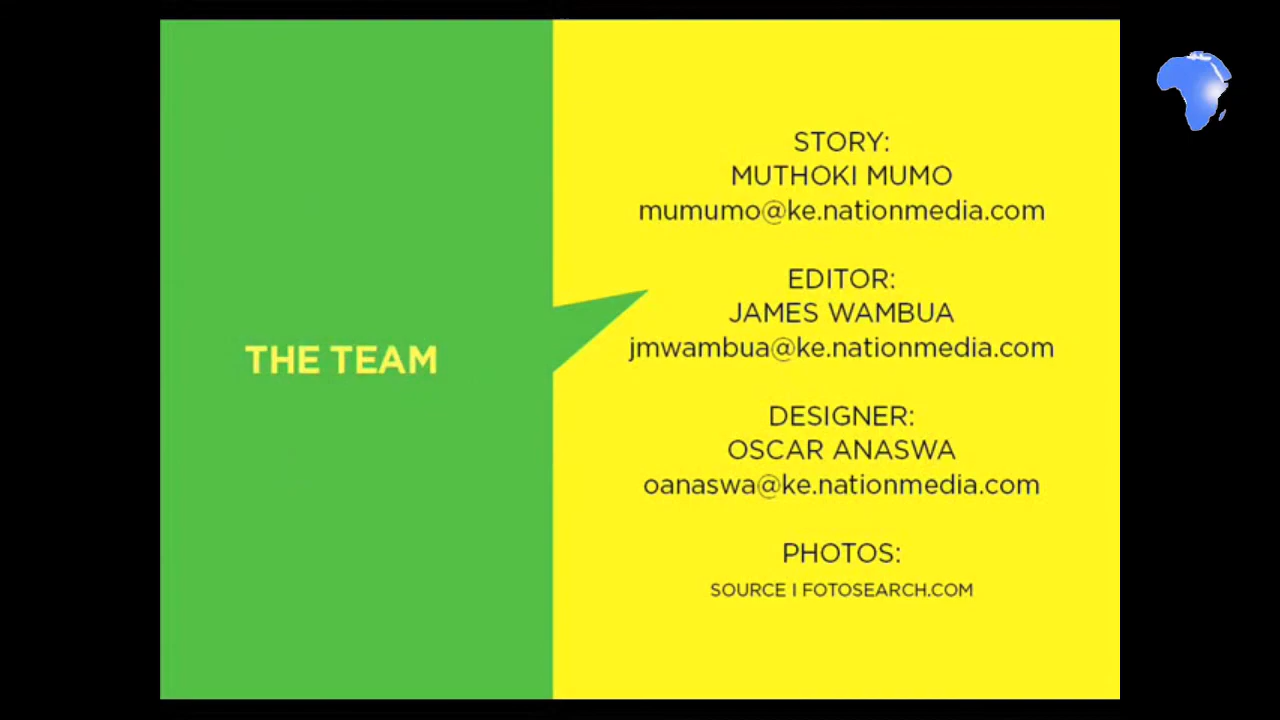 THE TEAM
STORY:
MUTHOKI MUMO
mumumo@ke.nationmedia.com
EDITOR:
JAMES WAMBUA
jmwambua@ke.nationmedia.com
DESIGNER:
OSCAR ANASWA
oanaswa@ke.nationmedia.com
PHOTOS:
SOURCE I FOTOSEARCH.COM